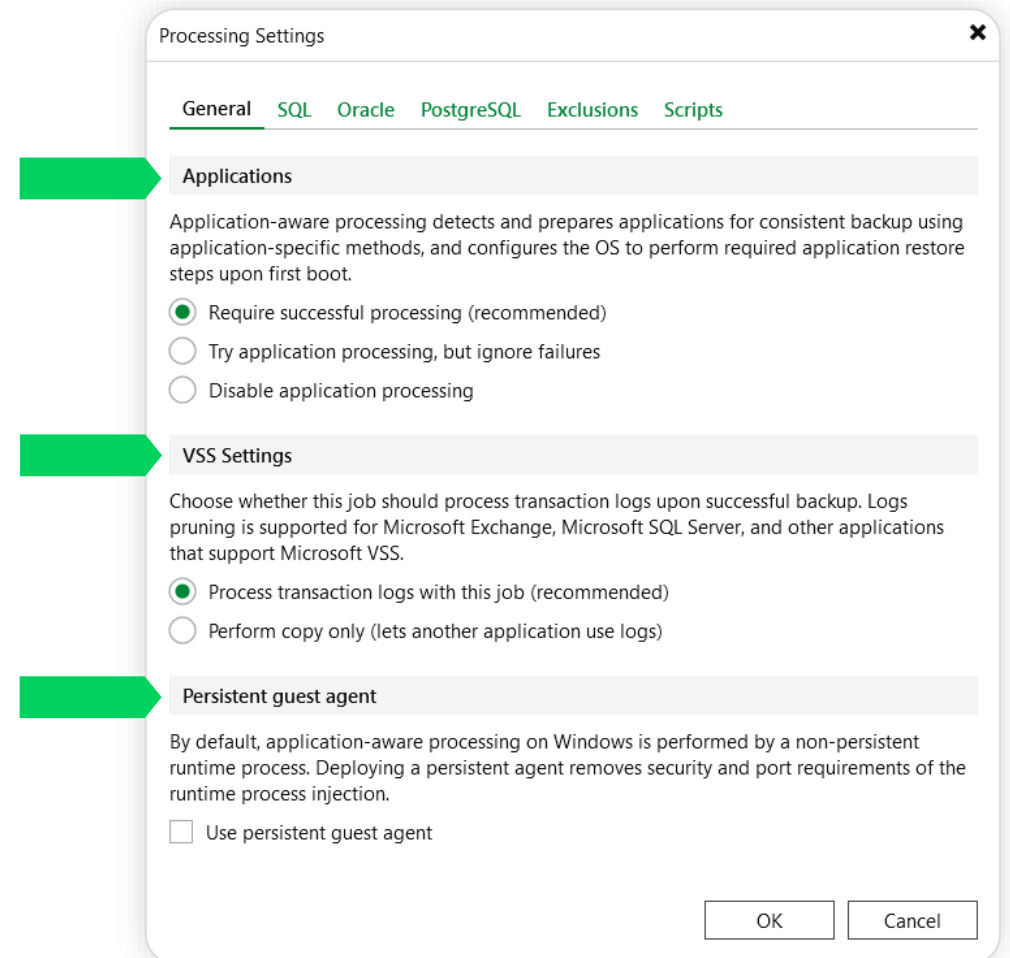 Processing Settings
General SQL Oracle PostgreSQL Exclusions Scripts
Applications
Application-aware processing detects and prepares applications for consistent backup using
application-specific methods, and configures the OS to perform required application restore
steps upon first boot.
Require successful processing (recommended)
Try application processing, but ignore failures
Disable application processing
VSS Settings
Choose whether this job should process transaction logs upon successful backup. Logs
pruning is supported for Microsoft Exchange, Microsoft SQL Server, and other applications
that support Microsoft VSS.
Process transaction logs with this job (recommended)
Perform copy only (lets another application use logs)
Persistent guest agent
By default, application-aware processing on Windows is performed by a non-persistent
runtime process. Deploying a persistent agent removes security and port requirements of the
runtime process injection.
Use persistent guest agent
OK Cancel